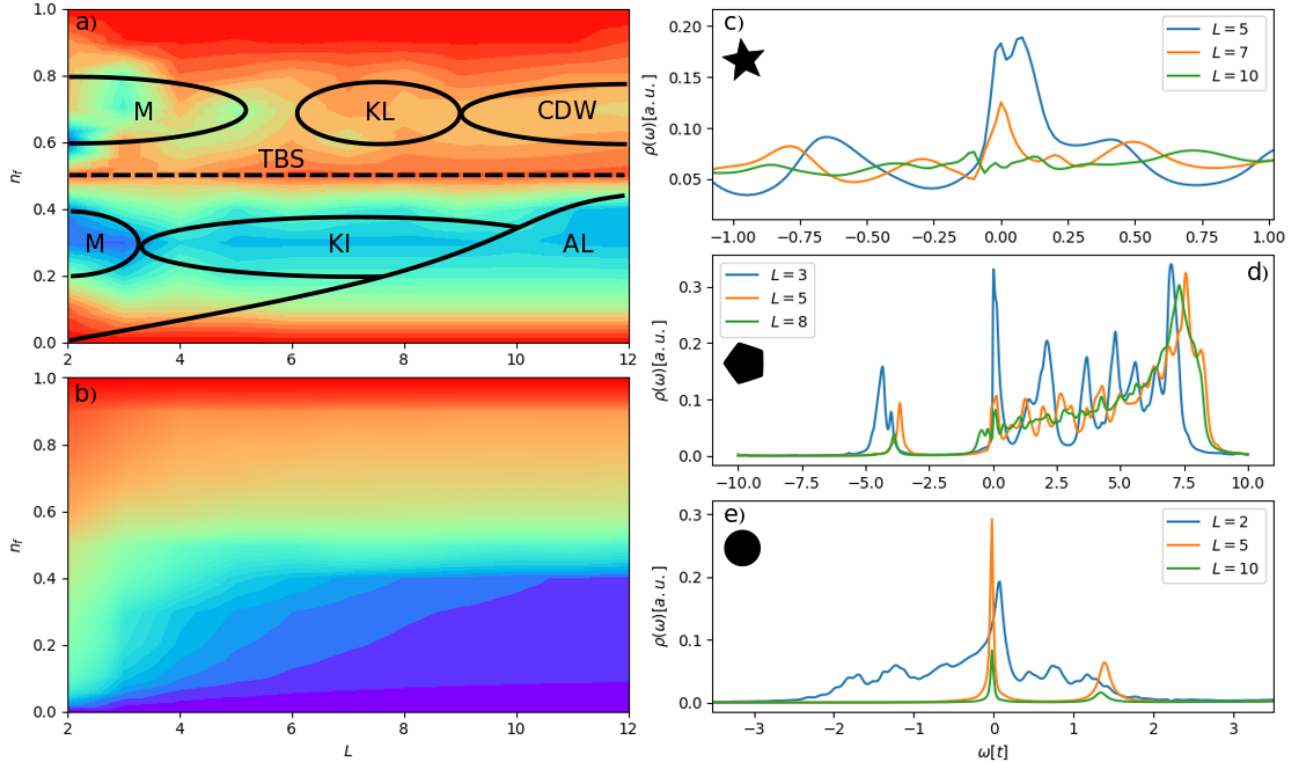 a)
1.0
0.8
0.6
0.4
0.2
0.0
n_f
M
KL
CDW
TBS
M
KI
AL
2 4 6 8 10 12
b)
1.0
0.8
0.6
0.4
0.2
0.0
n_f
2 4 6 8 10 12
L
c)
0.20
0.15
0.10
0.05
ρ(ω)[a.u.]
L = 5
L = 7
L = 10
−1.00 −0.75 −0.50 −0.25 0.00 0.25 0.50 0.75 1.00
d)
0.3
0.2
0.1
0.0
ρ(ω)[a.u.]
L = 3
L = 5
L = 8
−10.0 −7.5 −5.0 −2.5 0.0 2.5 5.0 7.5 10.0
e)
0.3
0.2
0.1
0.0
ρ(ω)[a.u.]
L = 2
L = 5
L = 10
−3 −2 −1 0 1 2 3
ω[t]